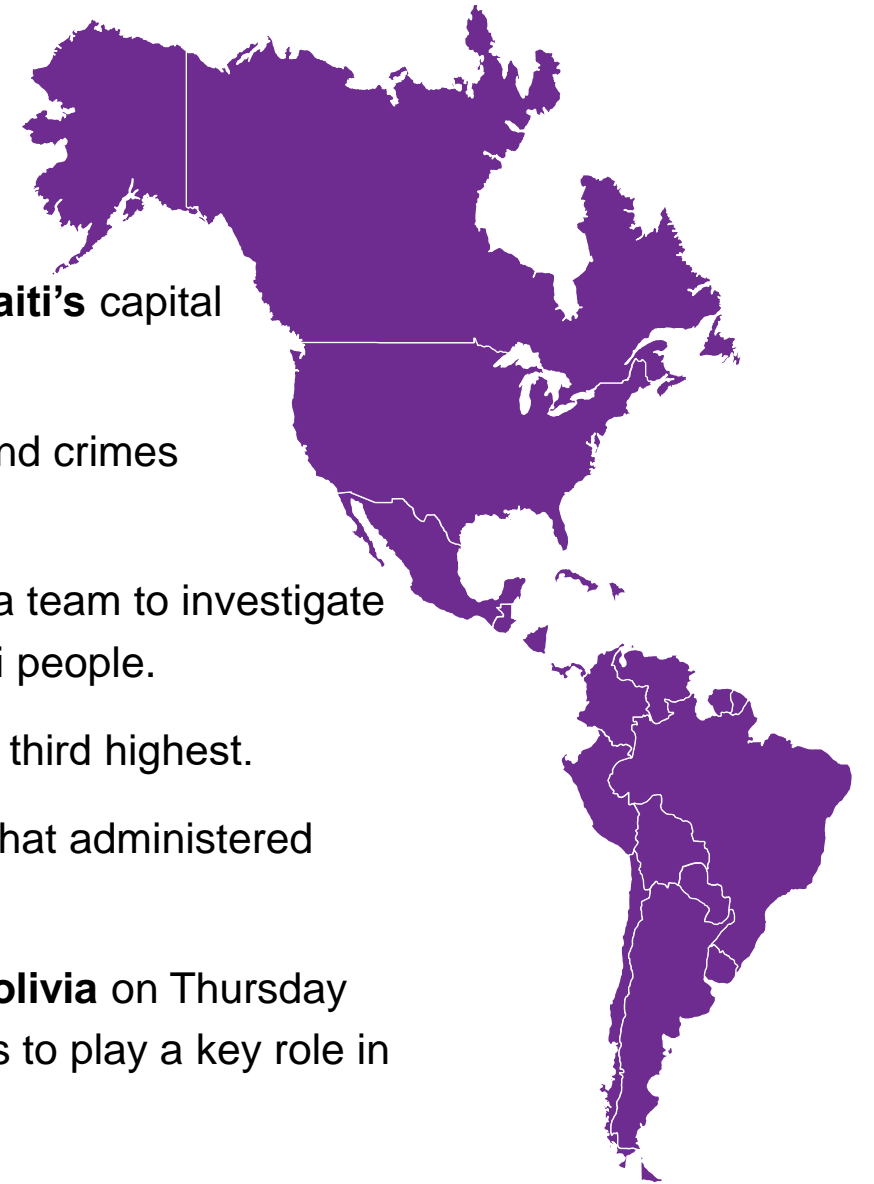 aiti’s capital
nd crimes
a team to investigate
i people.
third highest.
hat administered
olivia on Thursday
s to play a key role in